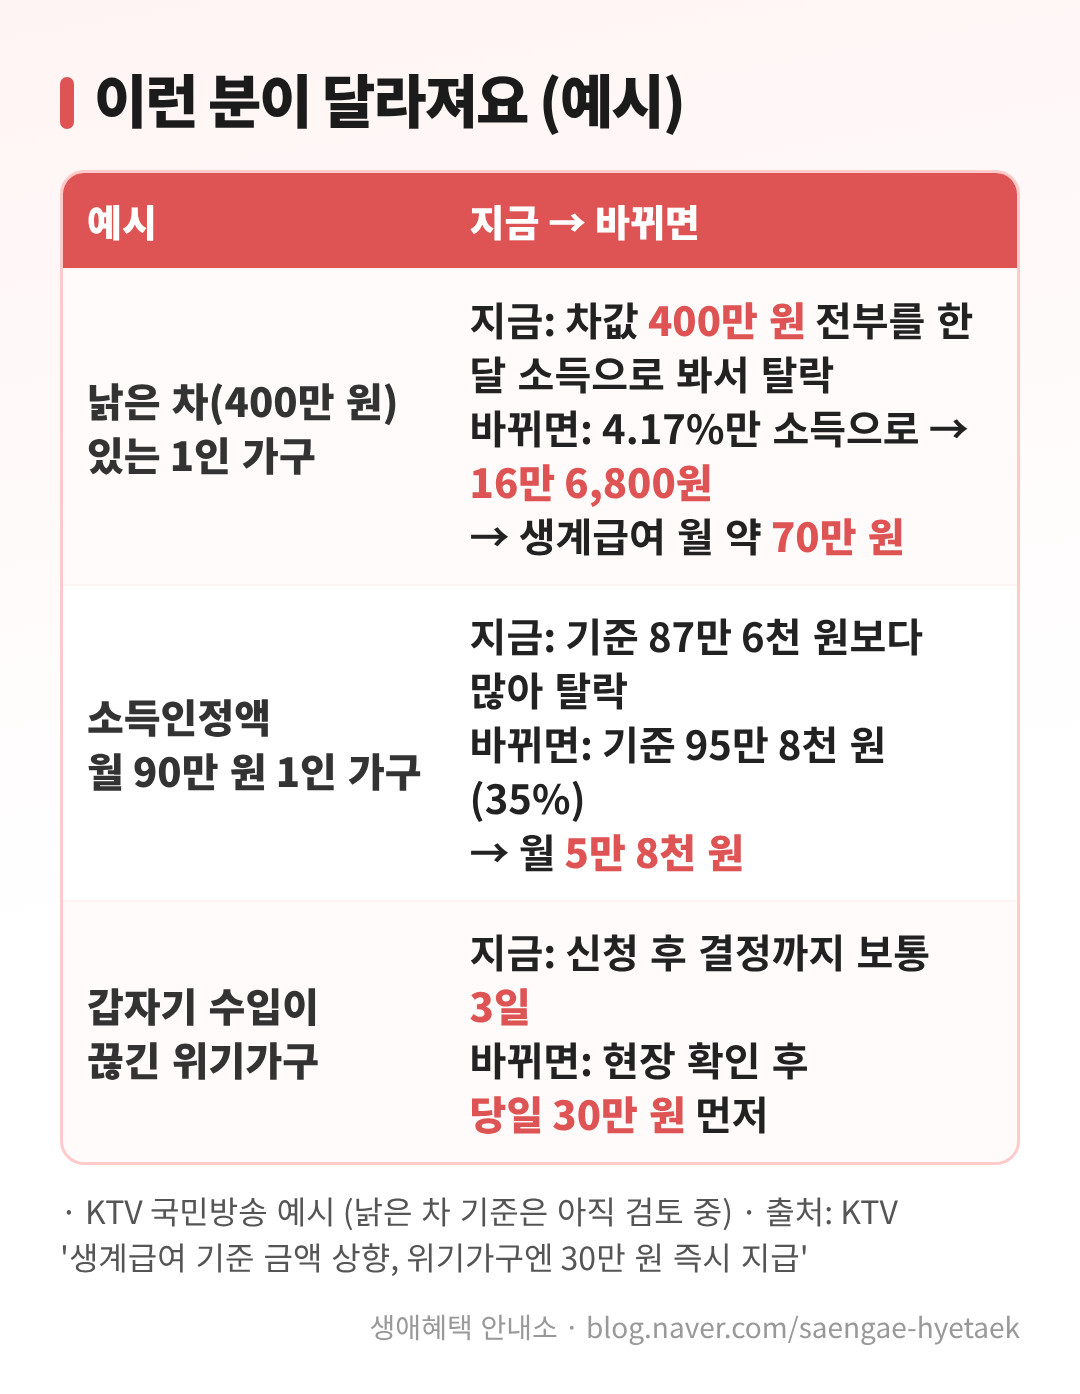 이런 분이 달라져요 (예시)
예시
지금 → 바뀌면
낡은 차(400만 원)
있는 1인 가구
지금: 차값 400만 원 전부를 한
달 소득으로 봐서 탈락
바뀌면: 4.17%만 소득으로 →
16만 6,800원
→ 생계급여 월 약 70만 원
소득인정액
월 90만 원 1인 가구
지금: 기준 87만 6천 원보다
많아 탈락
바뀌면: 기준 95만 8천 원
(35%)
→ 월 5만 8천 원
갑자기 수입이
끊긴 위기가구
지금: 신청 후 결정까지 보통
3일
바뀌면: 현장 확인 후
당일 30만 원 먼저
· KTV 국민방송 예시 (낡은 차 기준은 아직 검토 중) · 출처: KTV
'생계급여 기준 금액 상향, 위기가구엔 30만 원 즉시 지급'
생애혜택 안내소 · blog.naver.com/saengae-hyetaek